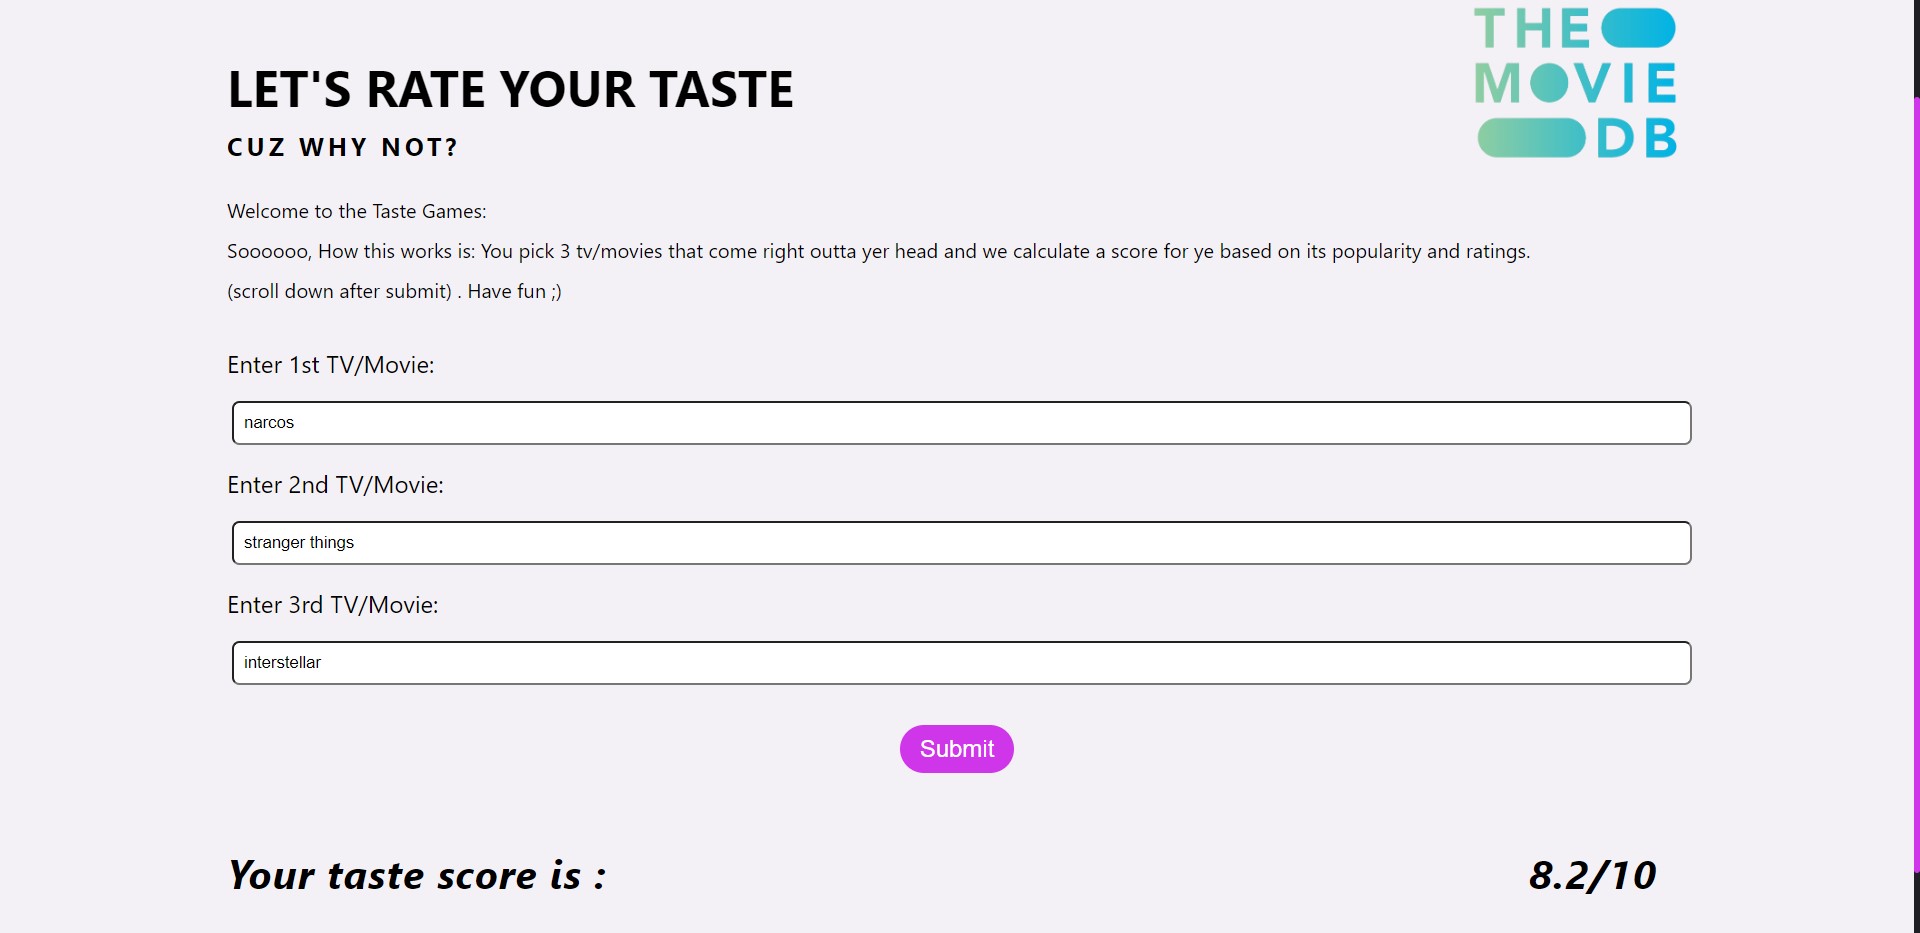 THE
MOVIE
DB
LET'S RATE YOUR TASTE
CUZ WHY NOT?
Welcome to the Taste Games:
Soooooo, How this works is: You pick 3 tv/movies that come right outta yer head and we calculate a score for ye based on its popularity and ratings.
(scroll down after submit) . Have fun ;)
Enter 1st TV/Movie:
narcos
Enter 2nd TV/Movie:
stranger things
Enter 3rd TV/Movie:
interstellar
Submit
Your taste score is : 8.2/10